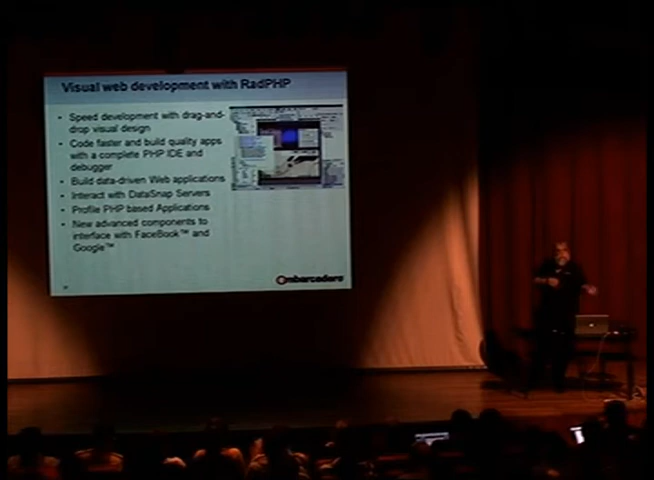 Visual web development with RadPHP
• Speed development with drag-and-
drop visual design
• Code faster and build quality apps
with a complete PHP IDE and
debugger
• Build data-driven Web applications
• Interact with DataSnap Servers
• Profile PHP based Applications
• New advanced components to
interface with FaceBook™ and
Google™
embarcadero